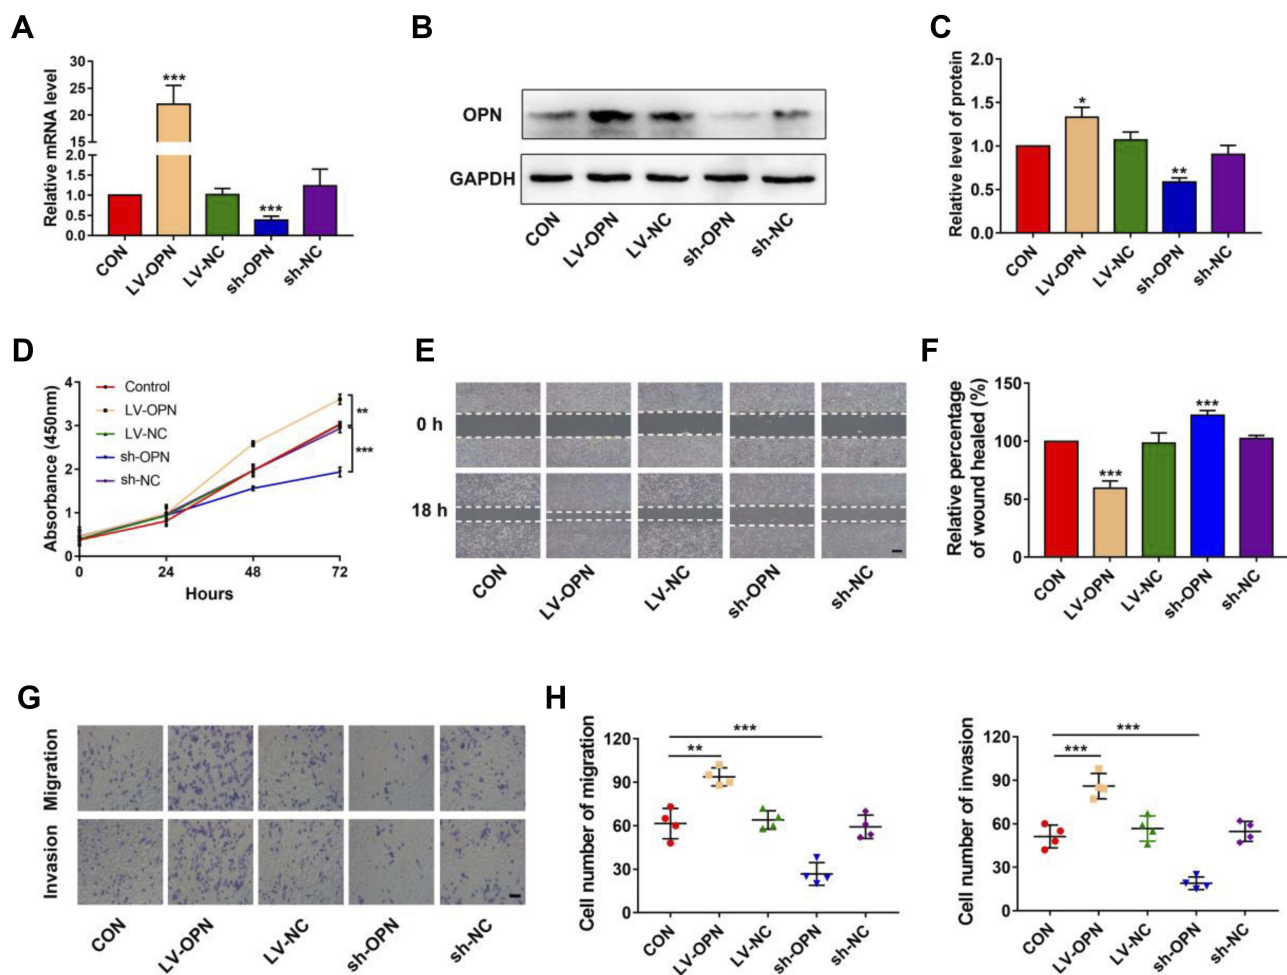 A
Relative mRNA level
30
25
20
15
2.0
1.5
1.0
0.5
0.0
***
***
CON
LV-OPN
LV-NC
sh-OPN
sh-NC
B
OPN
GAPDH
CON
LV-OPN
LV-NC
sh-OPN
sh-NC
C
Relative level of protein
2.0
1.5
1.0
0.5
0.0
*
**
CON
LV-OPN
LV-NC
sh-OPN
sh-NC
D
Absorbance (450nm)
4
3
2
1
0
Control
LV-OPN
LV-NC
sh-OPN
sh-NC
**
***
0
24
48
72
Hours
E
0 h
18 h
CON
LV-OPN
LV-NC
sh-OPN
sh-NC
F
Relative percentage
of wound healed (%)
150
100
50
0
***
***
CON
LV-OPN
LV-NC
sh-OPN
sh-NC
G
Migration
Invasion
CON
LV-OPN
LV-NC
sh-OPN
sh-NC
H
Cell number of migration
120
90
60
30
0
***
**
CON
LV-OPN
LV-NC
sh-OPN
sh-NC
Cell number of invasion
120
90
60
30
0
***
***
CON
LV-OPN
LV-NC
sh-OPN
sh-NC